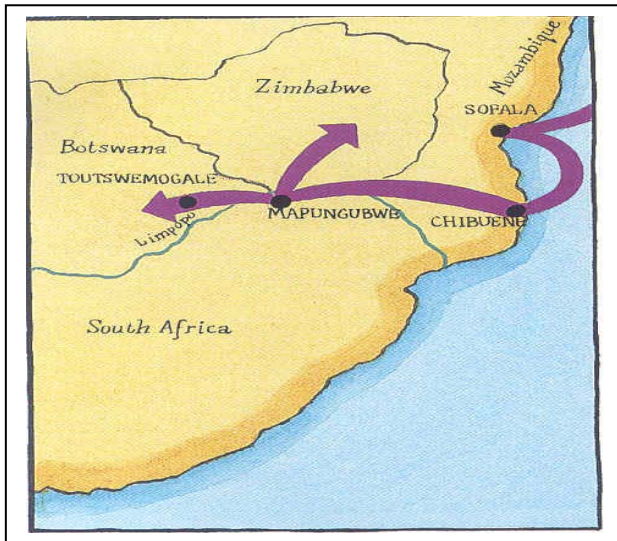 Mozambique
Zimbabwe
SOFALA
Botswana
TOUTSWEMOGALE
MAPUNGUBWE
CHIBUENE
Limpopo
South Africa